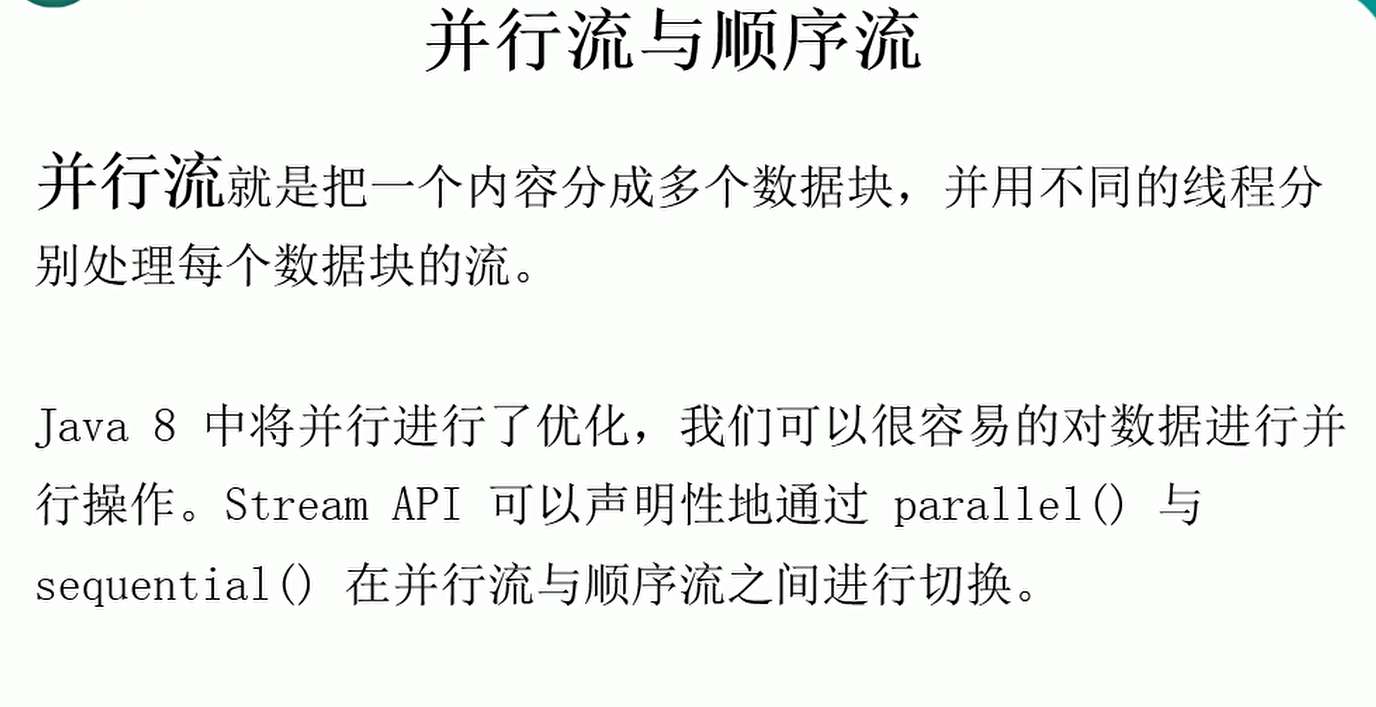 并行流与顺序流
并行流就是把一个内容分成多个数据块，并用不同的线程分
别处理每个数据块的流。
Java 8 中将并行进行了优化，我们可以很容易的对数据进行并
行操作。Stream API 可以声明性地通过 parallel() 与
sequential() 在并行流与顺序流之间进行切换。